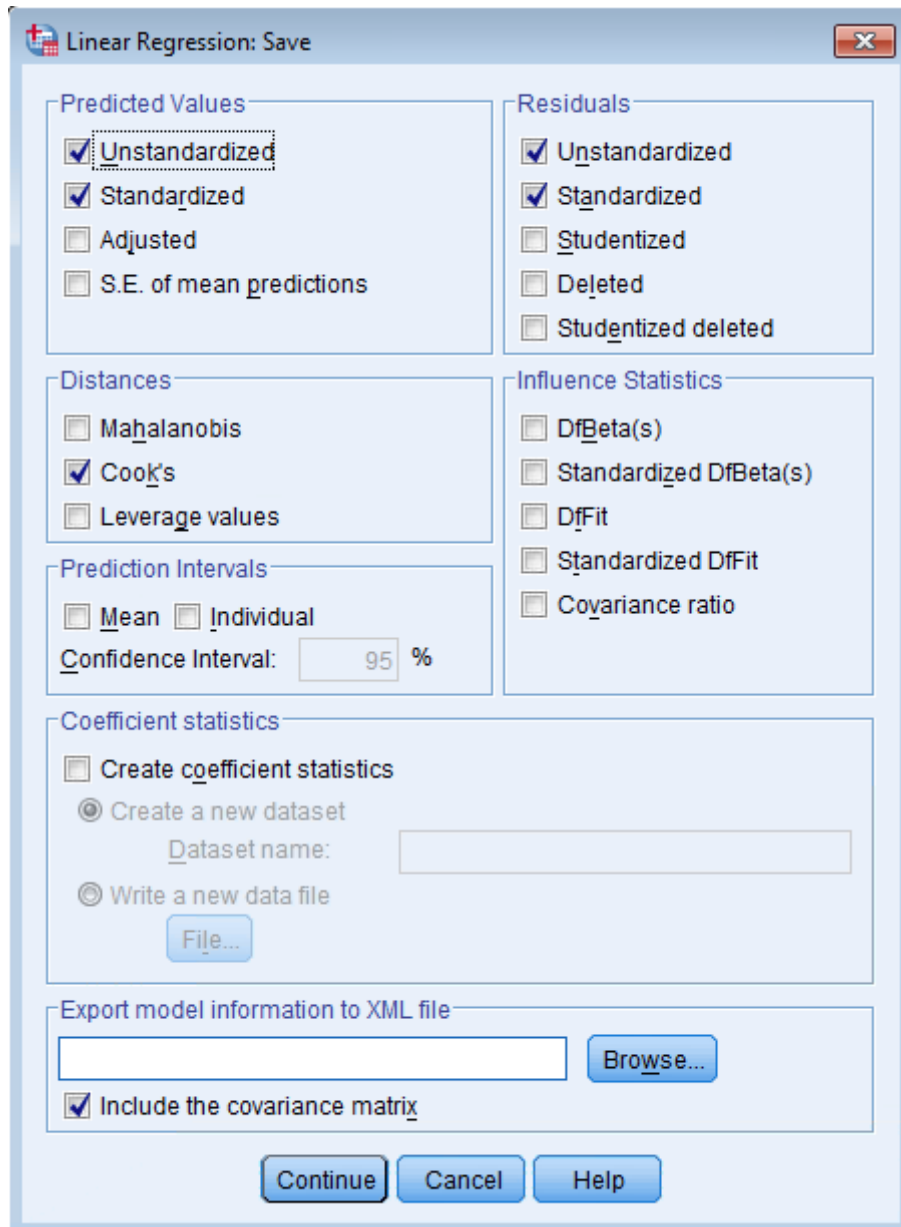 Linear Regression: Save
Predicted Values
Unstandardized
Standardized
Adjusted
S.E. of mean predictions
Residuals
Unstandardized
Standardized
Studentized
Deleted
Studentized deleted
Distances
Mahalanobis
Cook's
Leverage values
Influence Statistics
DfBeta(s)
Standardized DfBeta(s)
DfFit
Standardized DfFit
Covariance ratio
Prediction Intervals
Mean Individual
Confidence Interval: 95 %
Coefficient statistics
Create coefficient statistics
Create a new dataset
Dataset name:
Write a new data file
File...
Export model information to XML file
Browse...
Include the covariance matrix
Continue Cancel Help